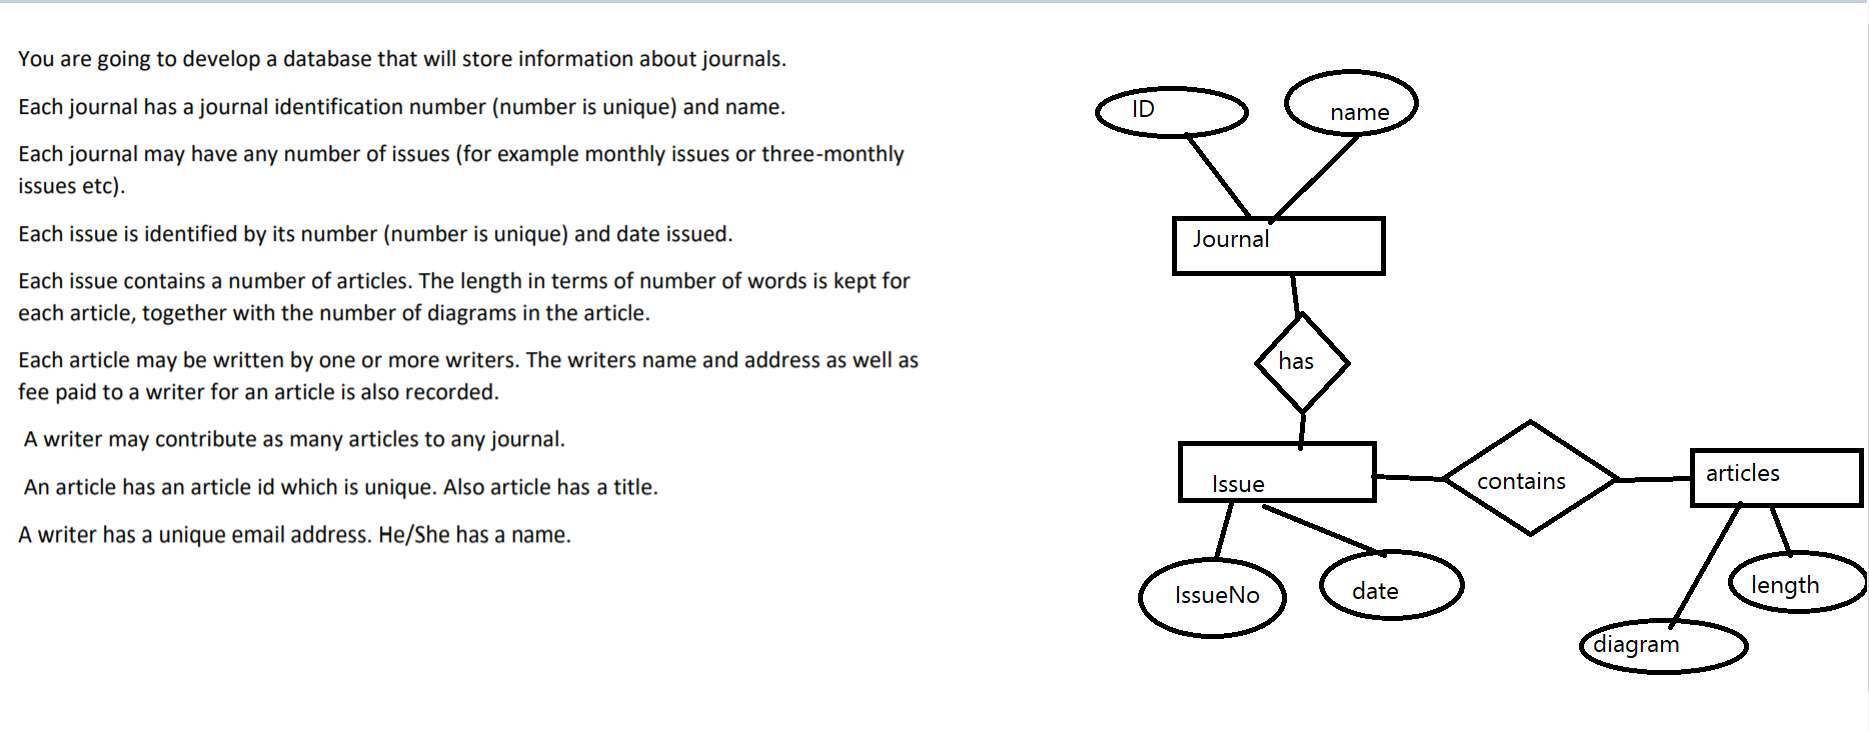 You are going to develop a database that will store information about journals.
Each journal has a journal identification number (number is unique) and name.
Each journal may have any number of issues (for example monthly issues or three-monthly
issues etc).
Each issue is identified by its number (number is unique) and date issued.
Each issue contains a number of articles. The length in terms of number of words is kept for
each article, together with the number of diagrams in the article.
Each article may be written by one or more writers. The writers name and address as well as
fee paid to a writer for an article is also recorded.
A writer may contribute as many articles to any journal.
An article has an article id which is unique. Also article has a title.
A writer has a unique email address. He/She has a name.
ID
name
Journal
has
Issue
contains
articles
IssueNo
date
length
diagram